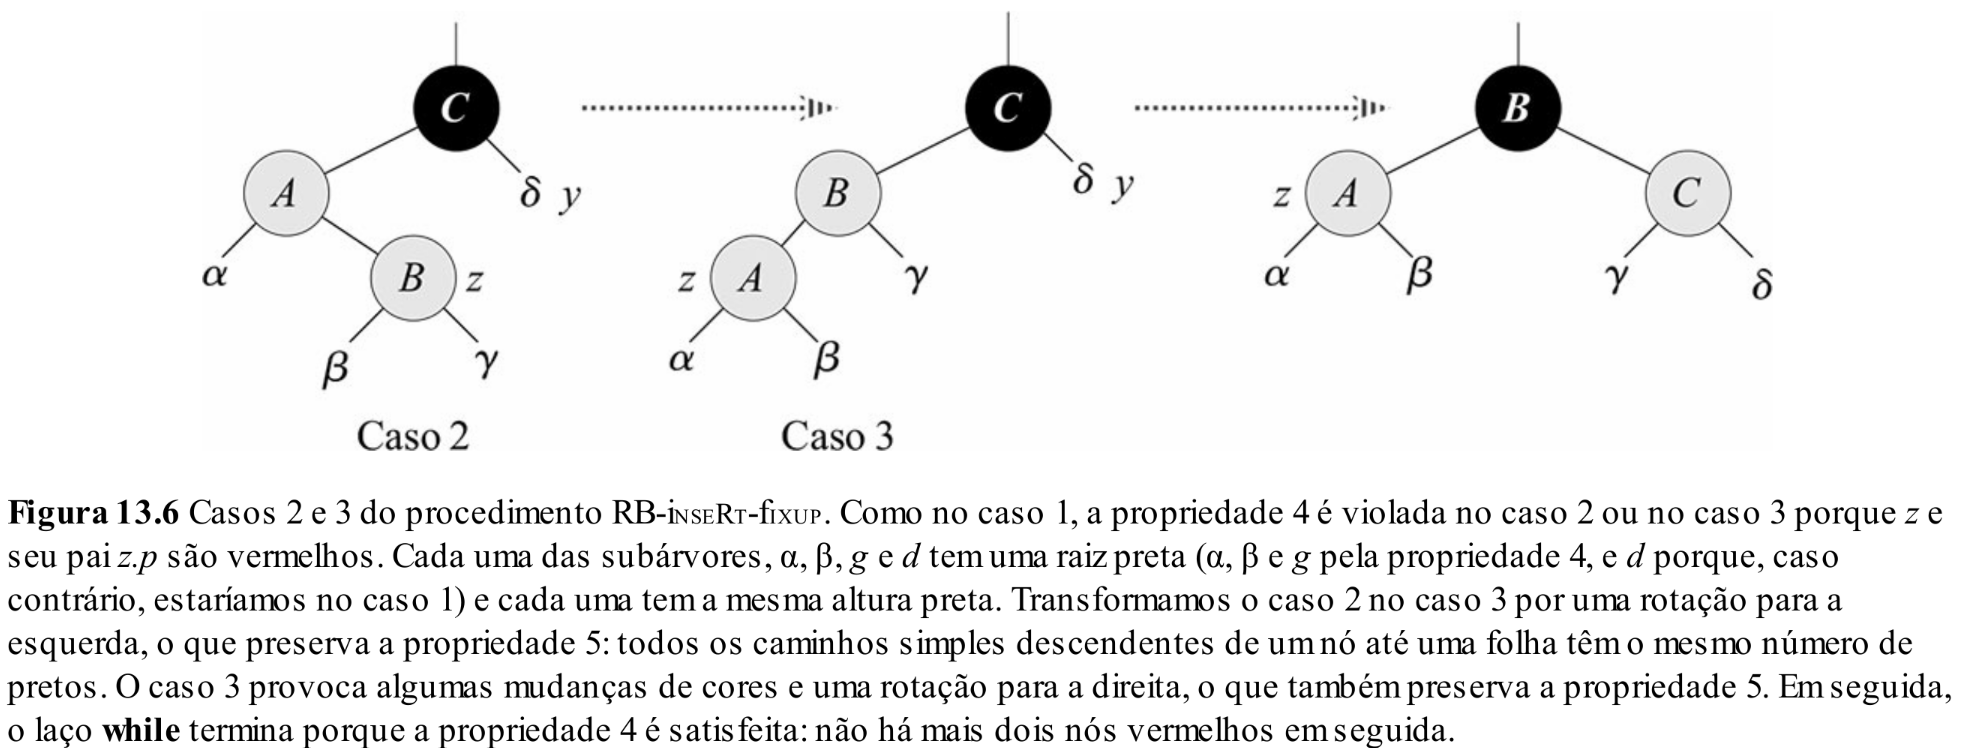 C C B
A δ y B δ y z A C
α B z z A γ α β γ δ
β γ α β
Caso 2 Caso 3
Figura 13.6 Casos 2 e 3 do procedimento RB-iNSeRT-fIXUP. Como no caso 1, a propriedade 4 é violada no caso 2 ou no caso 3 porque z e
seu pai z.p são vermelhos. Cada uma das subárvores, α, β, g e d tem uma raiz preta (α, β e g pela propriedade 4, e d porque, caso
contrário, estaríamos no caso 1) e cada uma tem a mesma altura preta. Transformamos o caso 2 no caso 3 por uma rotação para a
esquerda, o que preserva a propriedade 5: todos os caminhos simples descendentes de um nó até uma folha têm o mesmo número de
pretos. O caso 3 provoca algumas mudanças de cores e uma rotação para a direita, o que também preserva a propriedade 5. Em seguida,
o laço while termina porque a propriedade 4 é satisfeita: não há mais dois nós vermelhos em seguida.